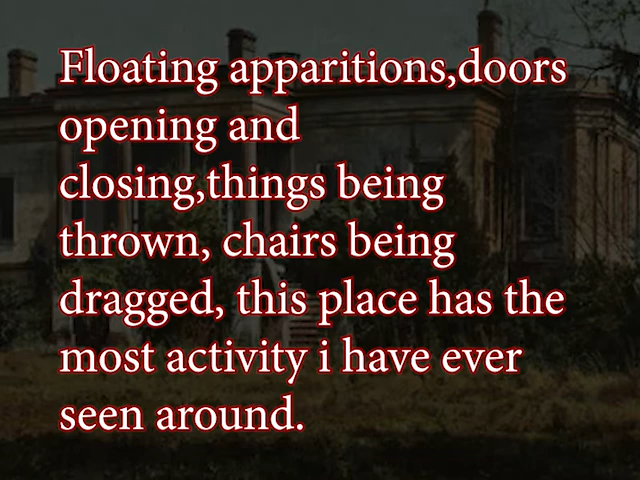 Floating apparitions,doors
opening and
closing,things being
thrown, chairs being
dragged, this place has the
most activity i have ever
seen around.